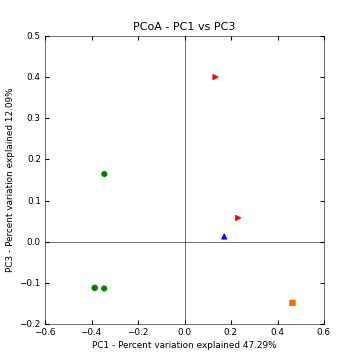 PCoA - PC1 vs PC3
0.5
0.4
0.3
0.2
0.1
0.0
−0.1
−0.2
PC3 - Percent variation explained 12.09%
−0.6 −0.4 −0.2 0.0 0.2 0.4 0.6
PC1 - Percent variation explained 47.29%